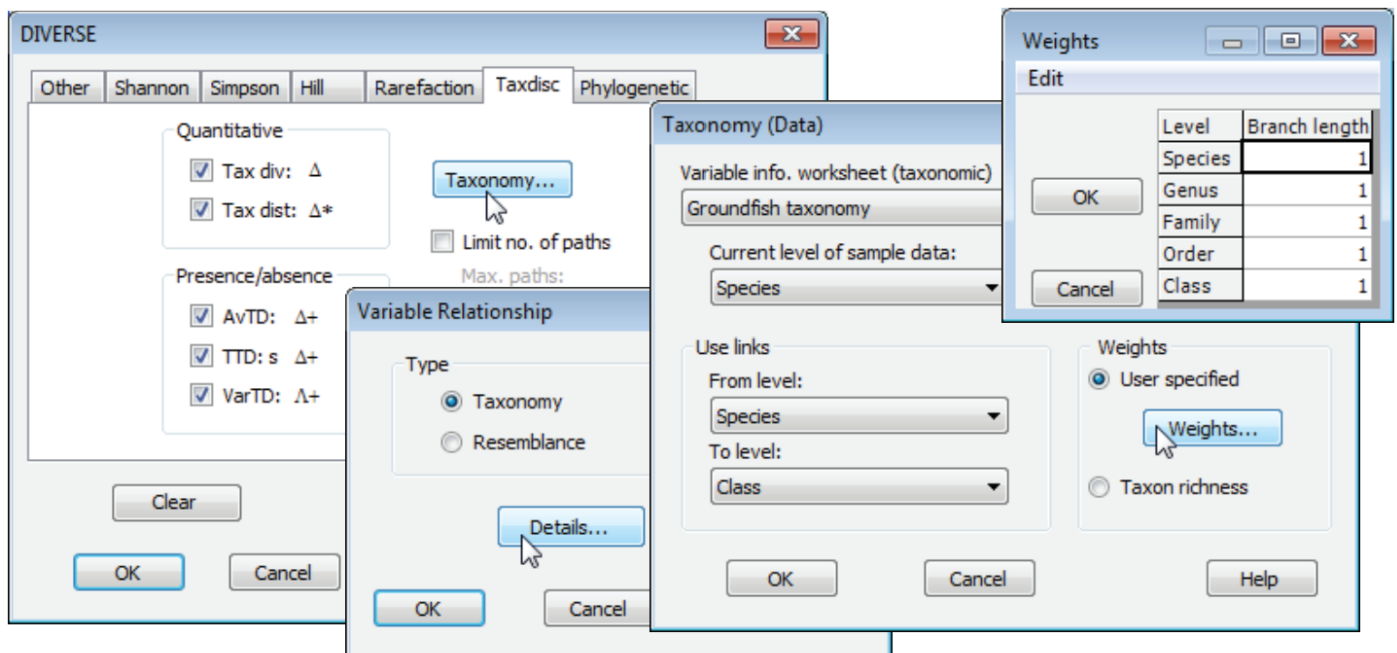 DIVERSE
Other Shannon Simpson Hill Rarefaction Taxdisc Phylogenetic
Quantitative
Tax div: Δ
Tax dist: Δ*
Taxonomy...
Limit no. of paths
Max. paths:
Presence/absence
AvTD: Δ+
TTD: s Δ+
VarTD: Λ+
Clear
OK Cancel
Variable Relationship
Type
Taxonomy
Resemblance
Details...
OK Cancel
Taxonomy (Data)
Variable info. worksheet (taxonomic)
Groundfish taxonomy
Current level of sample data:
Species
Use links
From level:
Species
To level:
Class
Weights
User specified
Weights...
Taxon richness
OK Cancel Help
Weights
Edit
Level Branch length
Species 1
Genus 1
Family 1
Order 1
Class 1
OK
Cancel